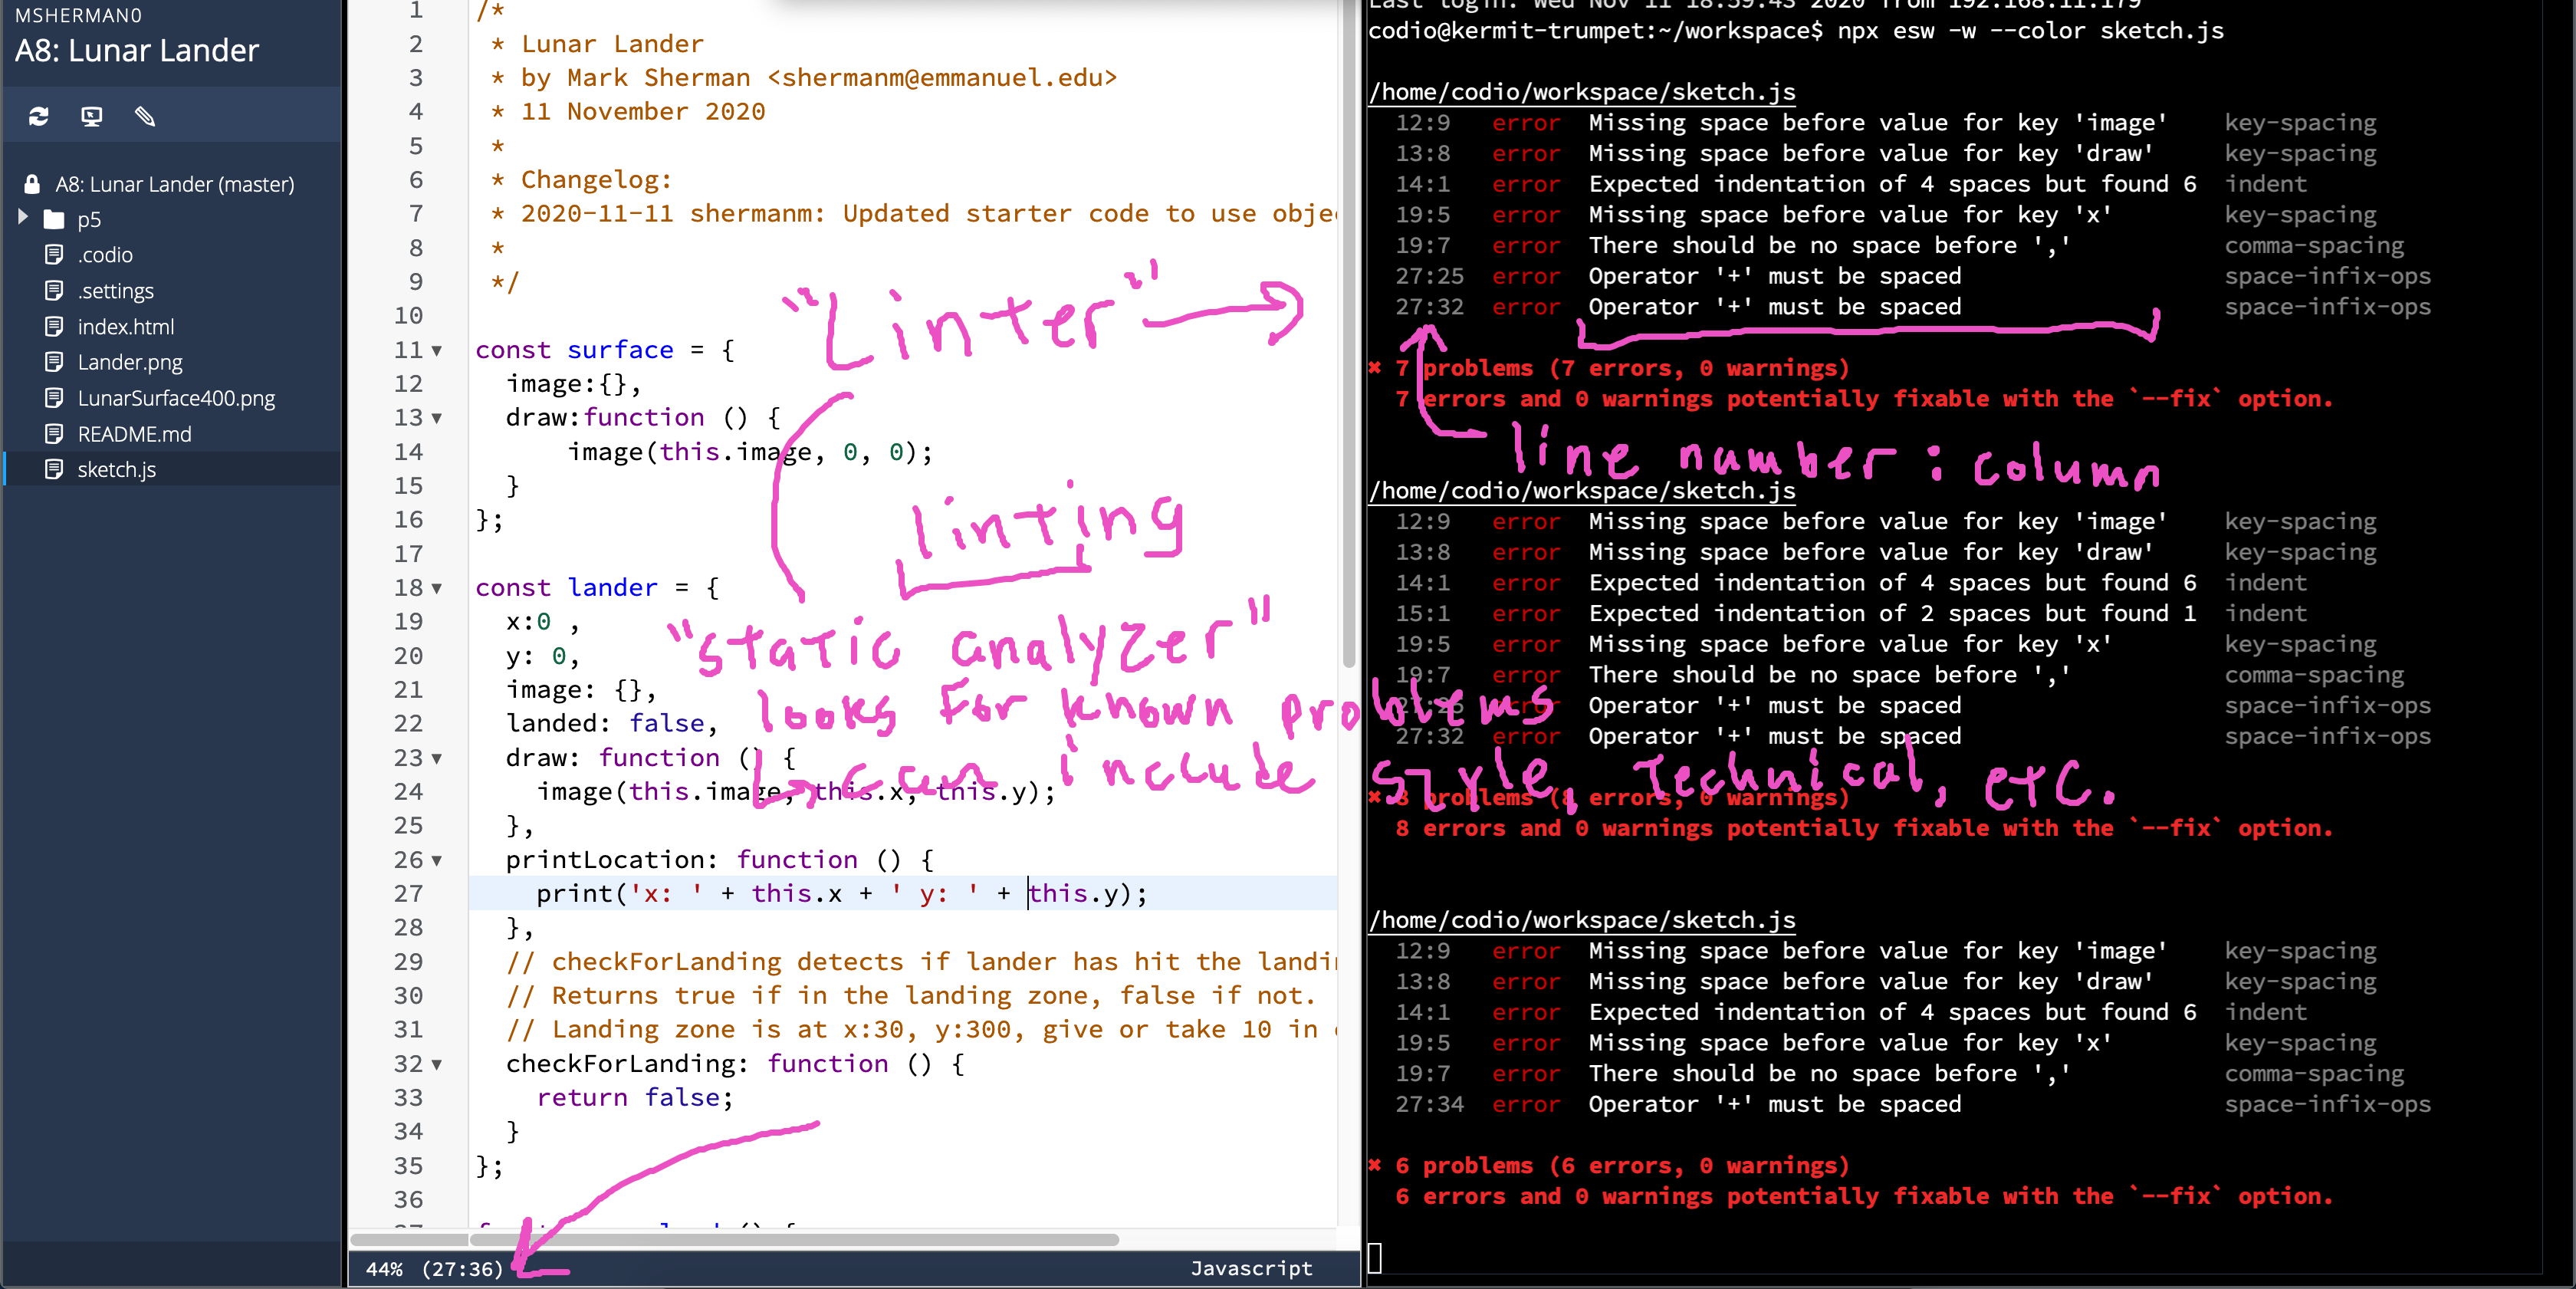 MSHERMAN0
A8: Lunar Lander
A8: Lunar Lander (master)
p5
.codio
.settings
index.html
Lander.png
LunarSurface400.png
README.md
sketch.js
1 /*
2 * Lunar Lander
3 * by Mark Sherman <shermanm@emmanuel.edu>
4 * 11 November 2020
5 *
6 * Changelog:
7 * 2020-11-11 shermanm: Updated starter code to use obje
8 *
9 */
10
11 const surface = {
12 image:{},
13 draw:function () {
14 image(this.image, 0, 0);
15 }
16 };
17
18 const lander = {
19 x:0 ,
20 y: 0,
21 image: {},
22 landed: false,
23 draw: function () {
24 image(this.image, this.x, this.y);
25 },
26 printLocation: function () {
27 print('x: ' + this.x + ' y: ' + this.y);
28 },
29 // checkForLanding detects if lander has hit the landi
30 // Returns true if in the landing zone, false if not.
31 // Landing zone is at x:30, y:300, give or take 10 in
32 checkForLanding: function () {
33 return false;
34 }
35 };
36
44% (27:36) Javascript
"Linter"
linting
"static analyzer"
looks for known problems
can include style, technical, etc.
Last login: Wed Nov 11 18:59:43 2020 from 192.168.11.179
codio@kermit-trumpet:~/workspace$ npx esw -w --color sketch.js
/home/codio/workspace/sketch.js
12:9 error Missing space before value for key 'image' key-spacing
13:8 error Missing space before value for key 'draw' key-spacing
14:1 error Expected indentation of 4 spaces but found 6 indent
19:5 error Missing space before value for key 'x' key-spacing
19:7 error There should be no space before ',' comma-spacing
27:25 error Operator '+' must be spaced space-infix-ops
27:32 error Operator '+' must be spaced space-infix-ops
✖ 7 problems (7 errors, 0 warnings)
7 errors and 0 warnings potentially fixable with the `--fix` option.
line number : column
/home/codio/workspace/sketch.js
12:9 error Missing space before value for key 'image' key-spacing
13:8 error Missing space before value for key 'draw' key-spacing
14:1 error Expected indentation of 4 spaces but found 6 indent
15:1 error Expected indentation of 2 spaces but found 1 indent
19:5 error Missing space before value for key 'x' key-spacing
19:7 error There should be no space before ',' comma-spacing
27:25 error Operator '+' must be spaced space-infix-ops
27:32 error Operator '+' must be spaced space-infix-ops
✖ 8 problems (8 errors, 0 warnings)
8 errors and 0 warnings potentially fixable with the `--fix` option.
/home/codio/workspace/sketch.js
12:9 error Missing space before value for key 'image' key-spacing
13:8 error Missing space before value for key 'draw' key-spacing
14:1 error Expected indentation of 4 spaces but found 6 indent
19:5 error Missing space before value for key 'x' key-spacing
19:7 error There should be no space before ',' comma-spacing
27:34 error Operator '+' must be spaced space-infix-ops
✖ 6 problems (6 errors, 0 warnings)
6 errors and 0 warnings potentially fixable with the `--fix` option.